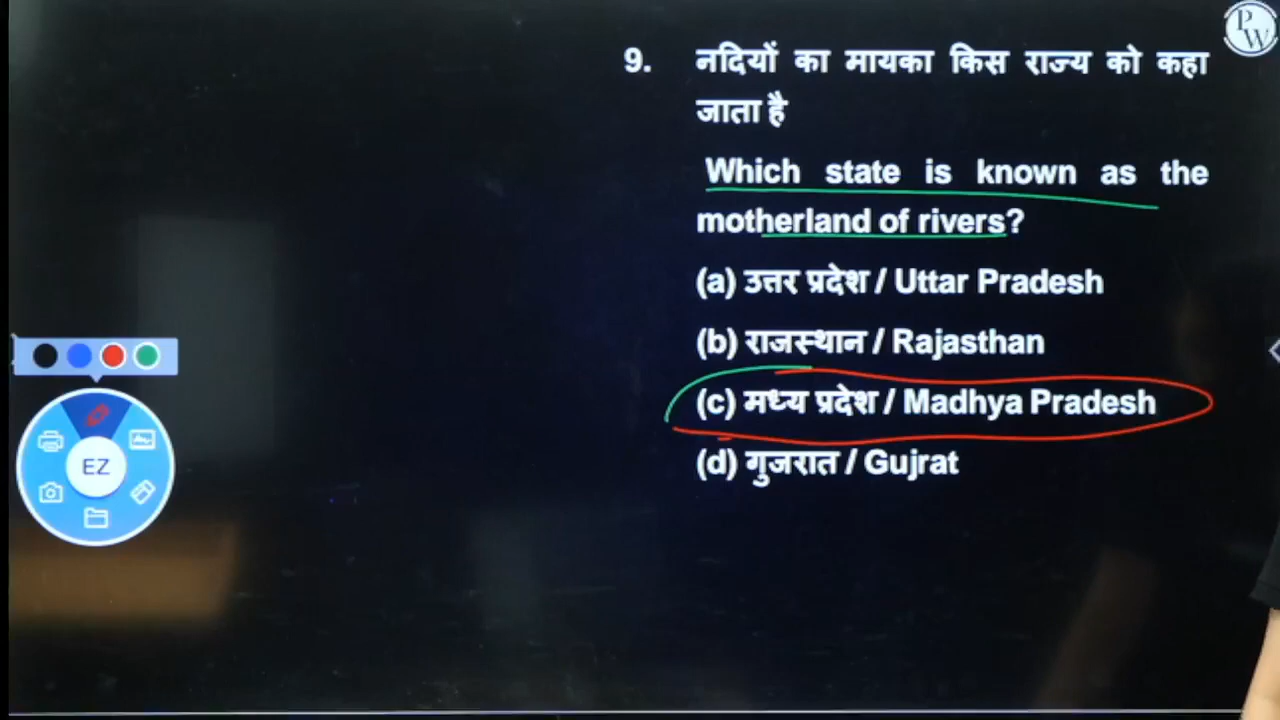 PW
9. नदियों का मायका किस राज्य को कहा
जाता है
Which state is known as the
motherland of rivers?
(a) उत्तर प्रदेश / Uttar Pradesh
(b) राजस्थान / Rajasthan
(c) मध्य प्रदेश / Madhya Pradesh
(d) गुजरात / Gujrat
EZ